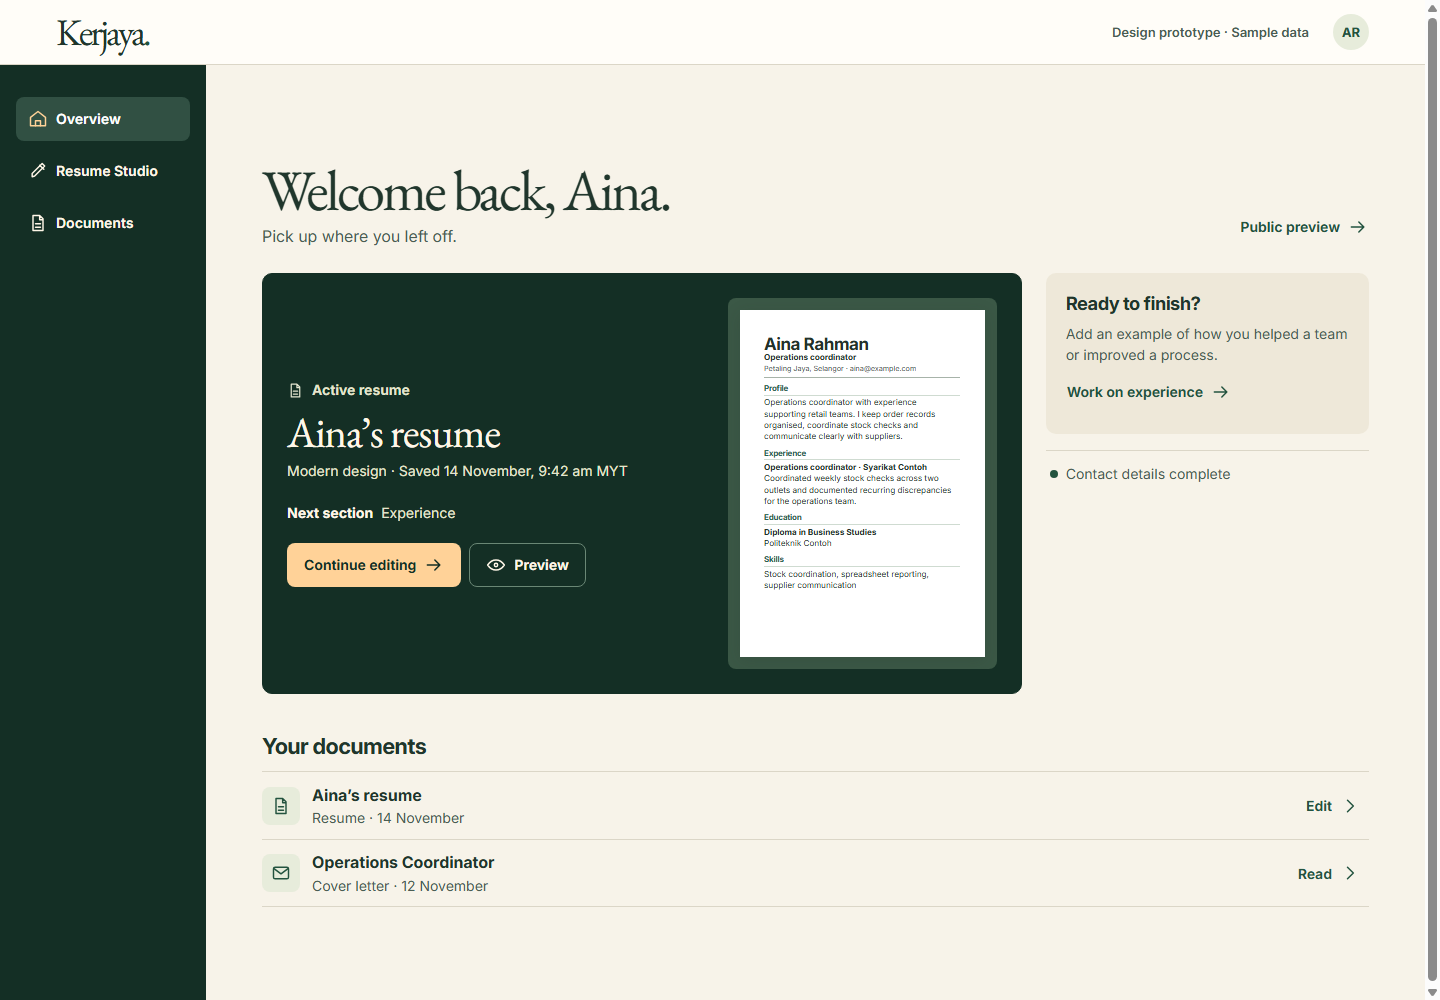 Kerjaya.
Design prototype · Sample data
AR
Overview
Resume Studio
Documents
Welcome back, Aina.
Pick up where you left off.
Public preview
Active resume
Aina’s resume
Modern design · Saved 14 November, 9:42 am MYT
Next section Experience
Continue editing
Preview
Aina Rahman
Operations coordinator
Petaling Jaya, Selangor · aina@example.com
Profile
Operations coordinator with experience
supporting retail teams. I keep order records
organised, coordinate stock checks and
communicate clearly with suppliers.
Experience
Operations coordinator · Syarikat Contoh
Coordinated weekly stock checks across two
outlets and documented recurring discrepancies
for the operations team.
Education
Diploma in Business Studies
Politeknik Contoh
Skills
Stock coordination, spreadsheet reporting,
supplier communication
Ready to finish?
Add an example of how you helped a team
or improved a process.
Work on experience
Contact details complete
Your documents
Aina’s resume
Resume · 14 November
Edit
Operations Coordinator
Cover letter · 12 November
Read